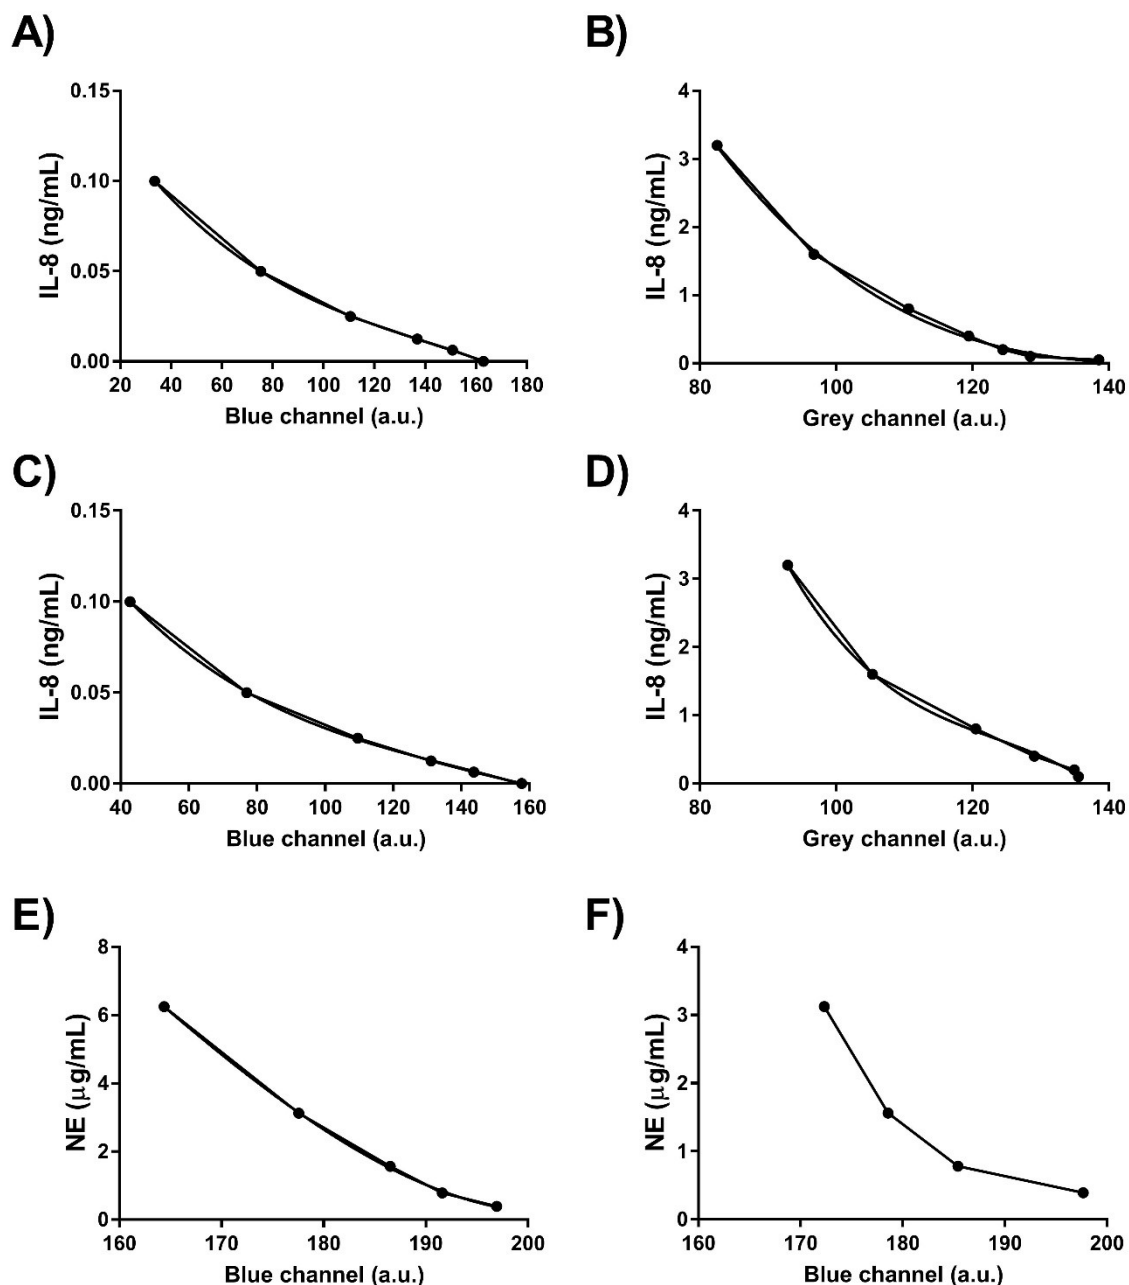 A)
B)
0.15
0.10
0.05
0.00
IL-8 (ng/mL)
20 40 60 80 100 120 140 160 180
Blue channel (a.u.)
4
3
2
1
0
IL-8 (ng/mL)
80 100 120 140
Grey channel (a.u.)
C)
D)
0.15
0.10
0.05
0.00
IL-8 (ng/mL)
40 60 80 100 120 140 160
Blue channel (a.u.)
4
3
2
1
0
IL-8 (ng/mL)
80 100 120 140
Grey channel (a.u.)
E)
F)
8
6
4
2
0
NE (µg/mL)
160 170 180 190 200
Blue channel (a.u.)
4
3
2
1
0
NE (µg/mL)
160 170 180 190 200
Blue channel (a.u.)